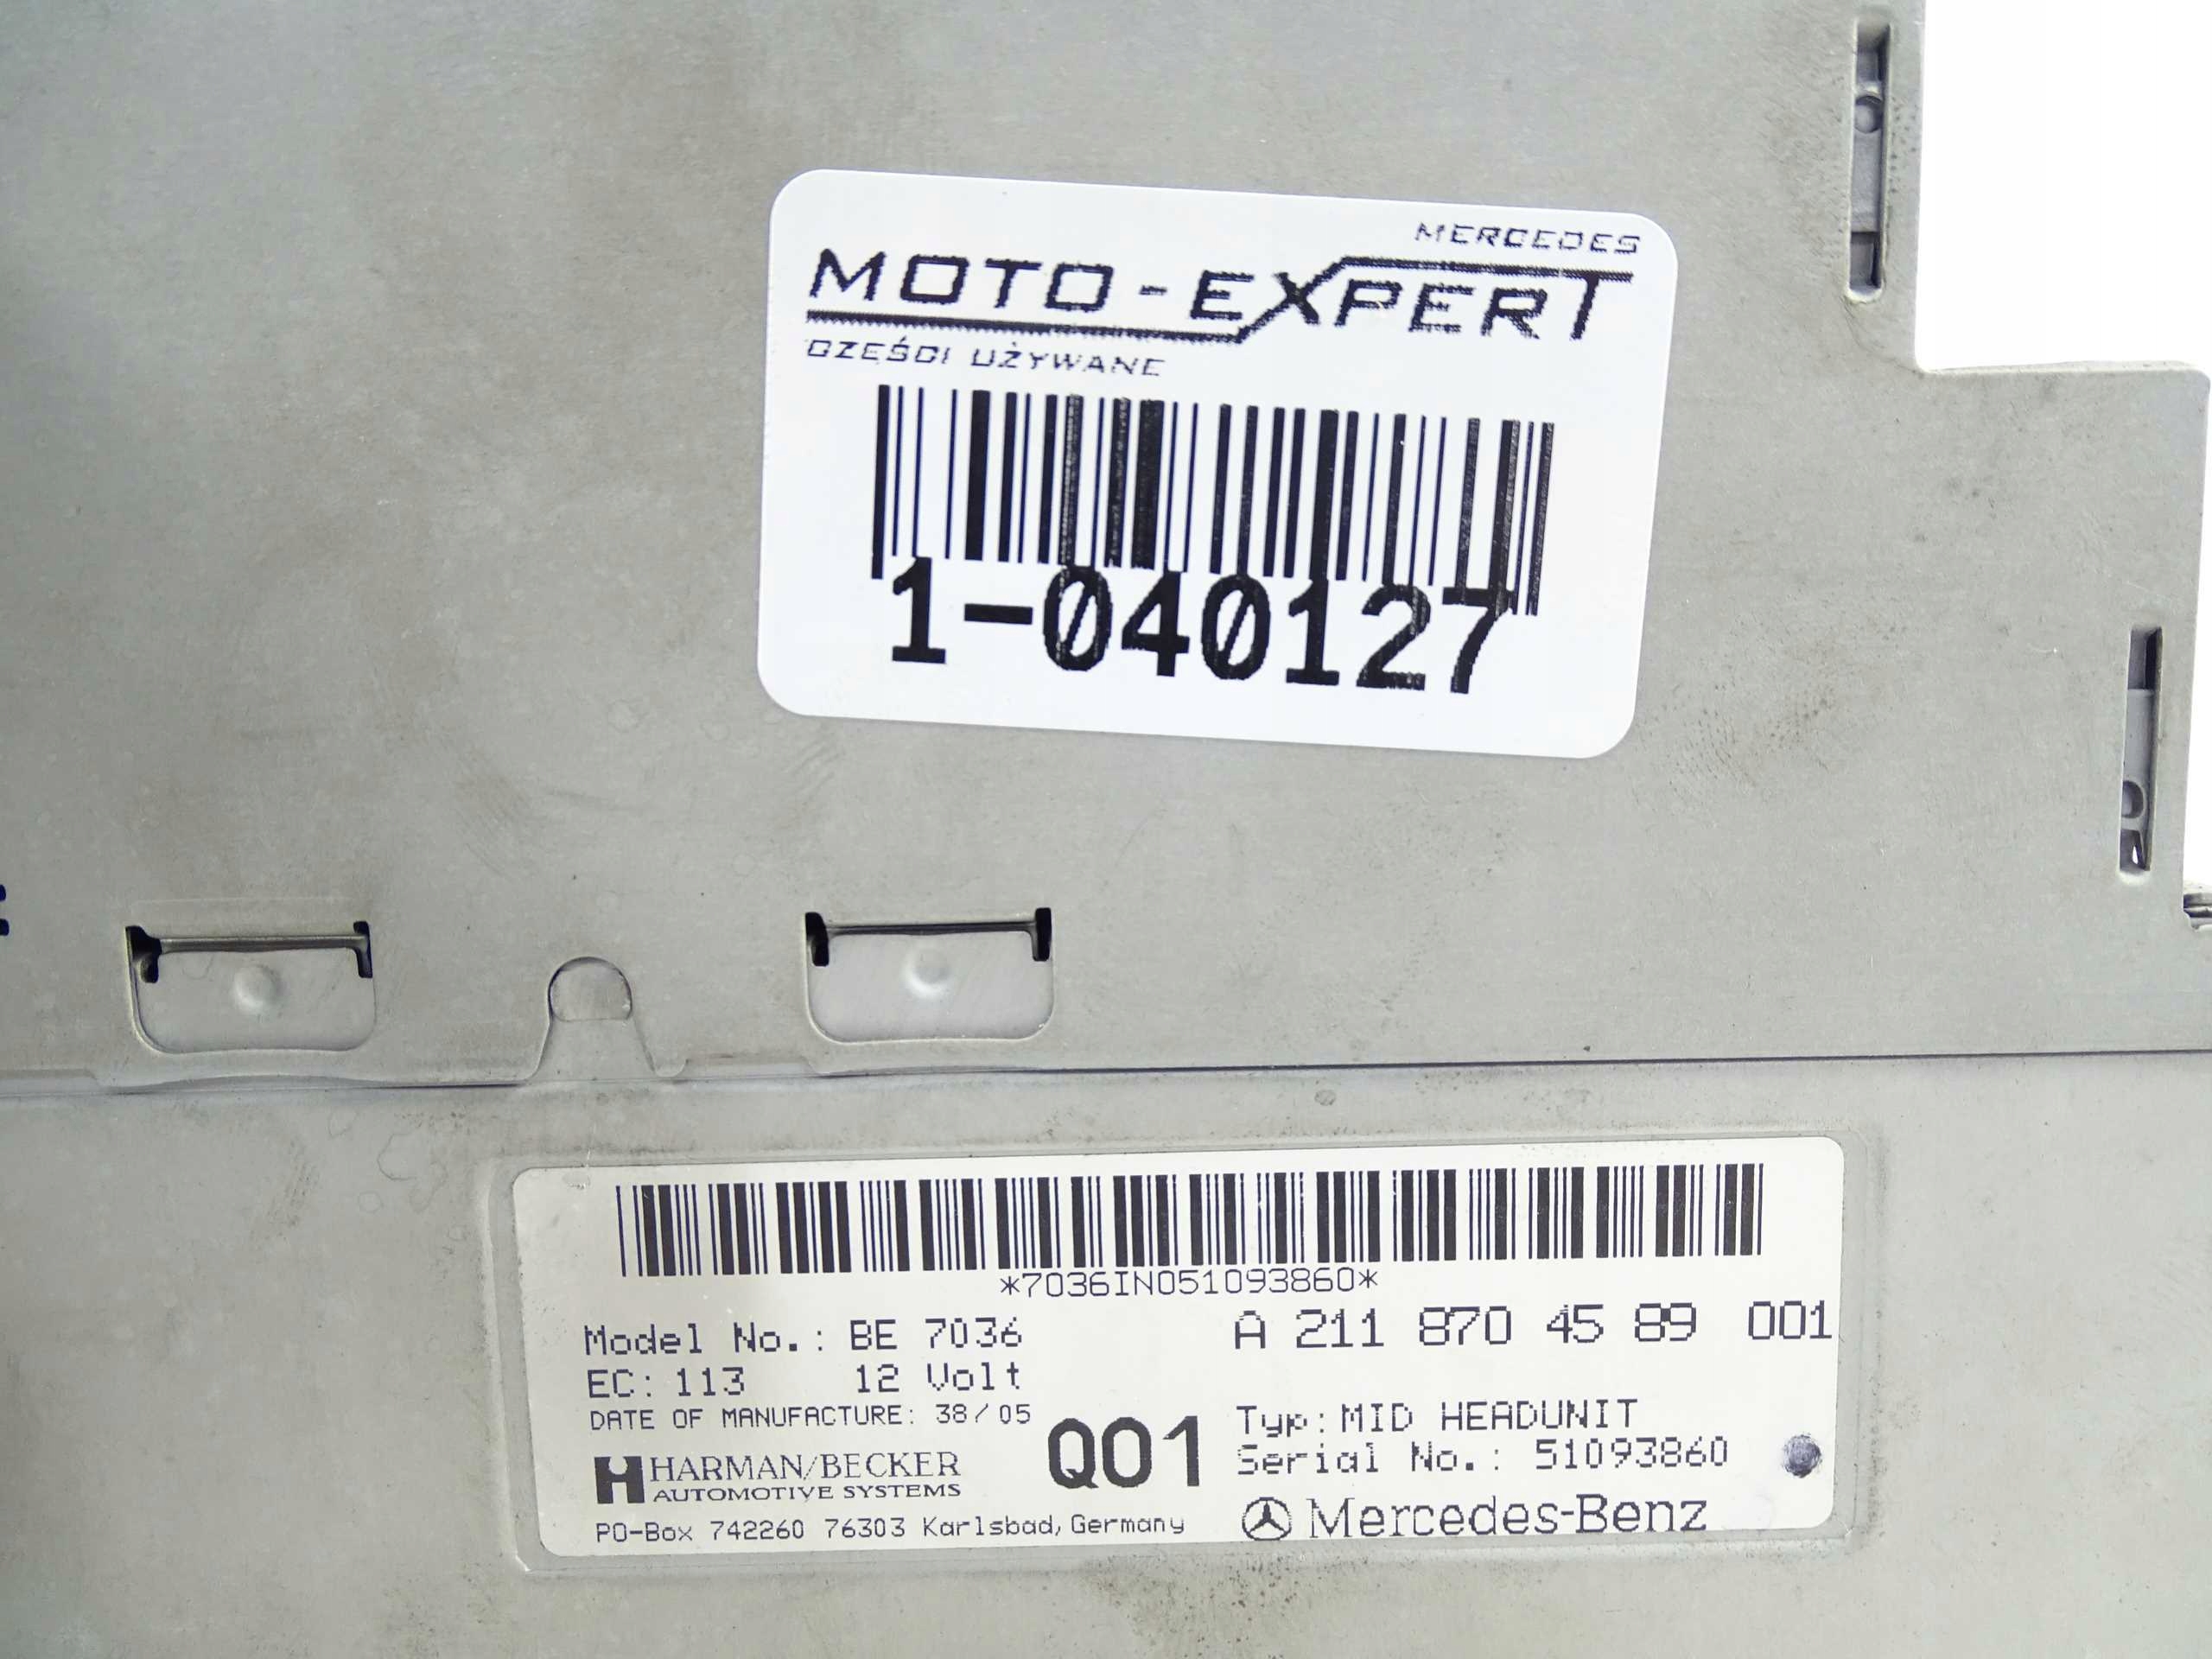 MERCEDES
MOTO-EXPERT
CZĘŚCI UŻYWANE
1-040127
*7036IN051093860*
Model No.: BE 7036
A 211 870 45 89 001
EC: 113 12 Volt
DATE OF MANUFACTURE: 38/05
Q01
Typ: MID HEADUNIT
Serial No.: 51093860
HARMAN/BECKER
AUTOMOTIVE SYSTEMS
PO-Box 742260 76303 Karlsbad, Germany
Mercedes-Benz